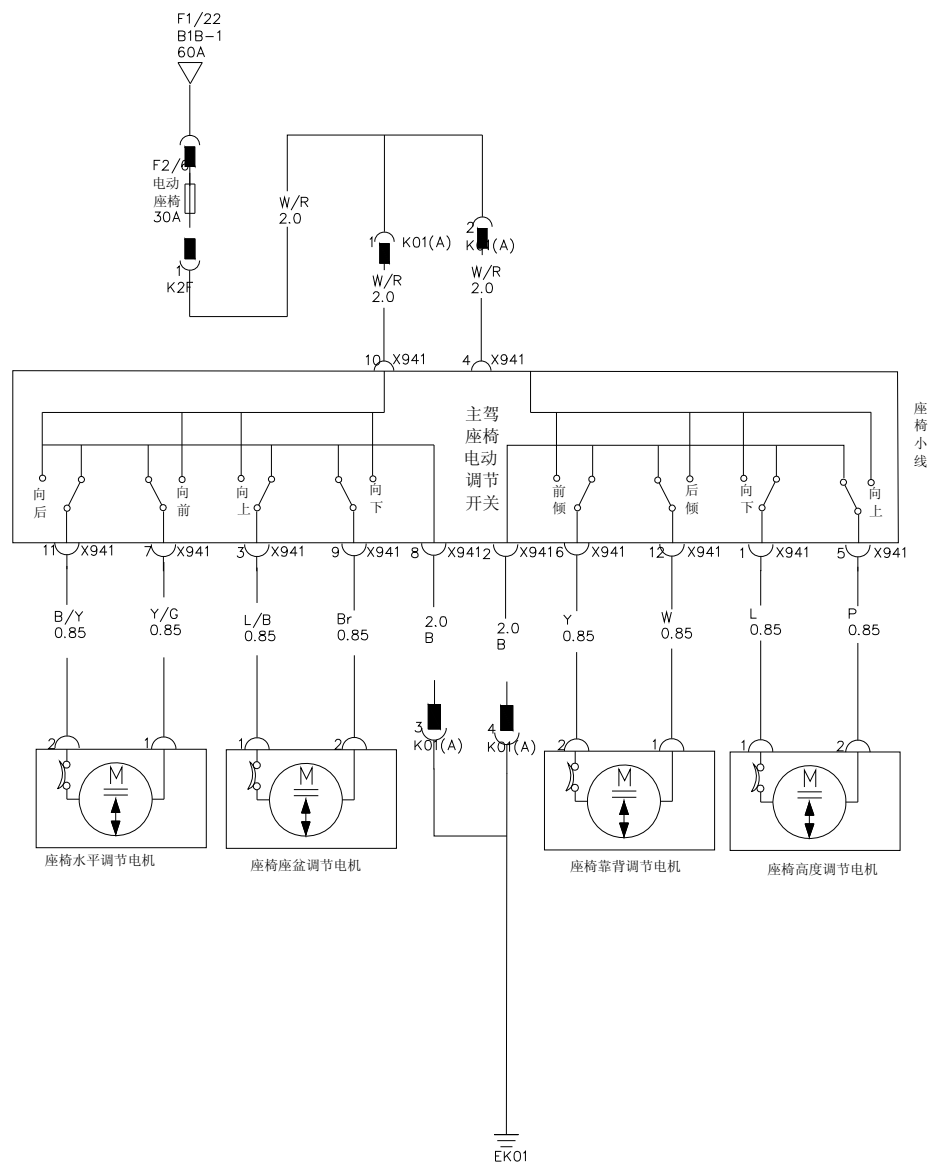 F1/22
B1B-1
60A
F2/6
电动
座椅
30A
1
K2F
W/R
2.0
1
K01(A)
W/R
2.0
2
K01(A)
W/R
2.0
10
X941
4
X941
主驾
座椅
电动
调节
开关
座
椅
小
线
向
后
向
前
向
上
向
下
前
倾
后
倾
向
下
向
上
11
X941
7
X941
3
X941
9
X941
8
X941
2
X941
6
X941
12
X941
1
X941
5
X941
B/Y
0.85
Y/G
0.85
L/B
0.85
Br
0.85
2.0
B
2.0
B
Y
0.85
W
0.85
L
0.85
P
0.85
3
K01(A)
4
K01(A)
2
1
M
1
2
M
2
1
M
1
2
M
座椅水平调节电机
座椅座盆调节电机
座椅靠背调节电机
座椅高度调节电机
EK01